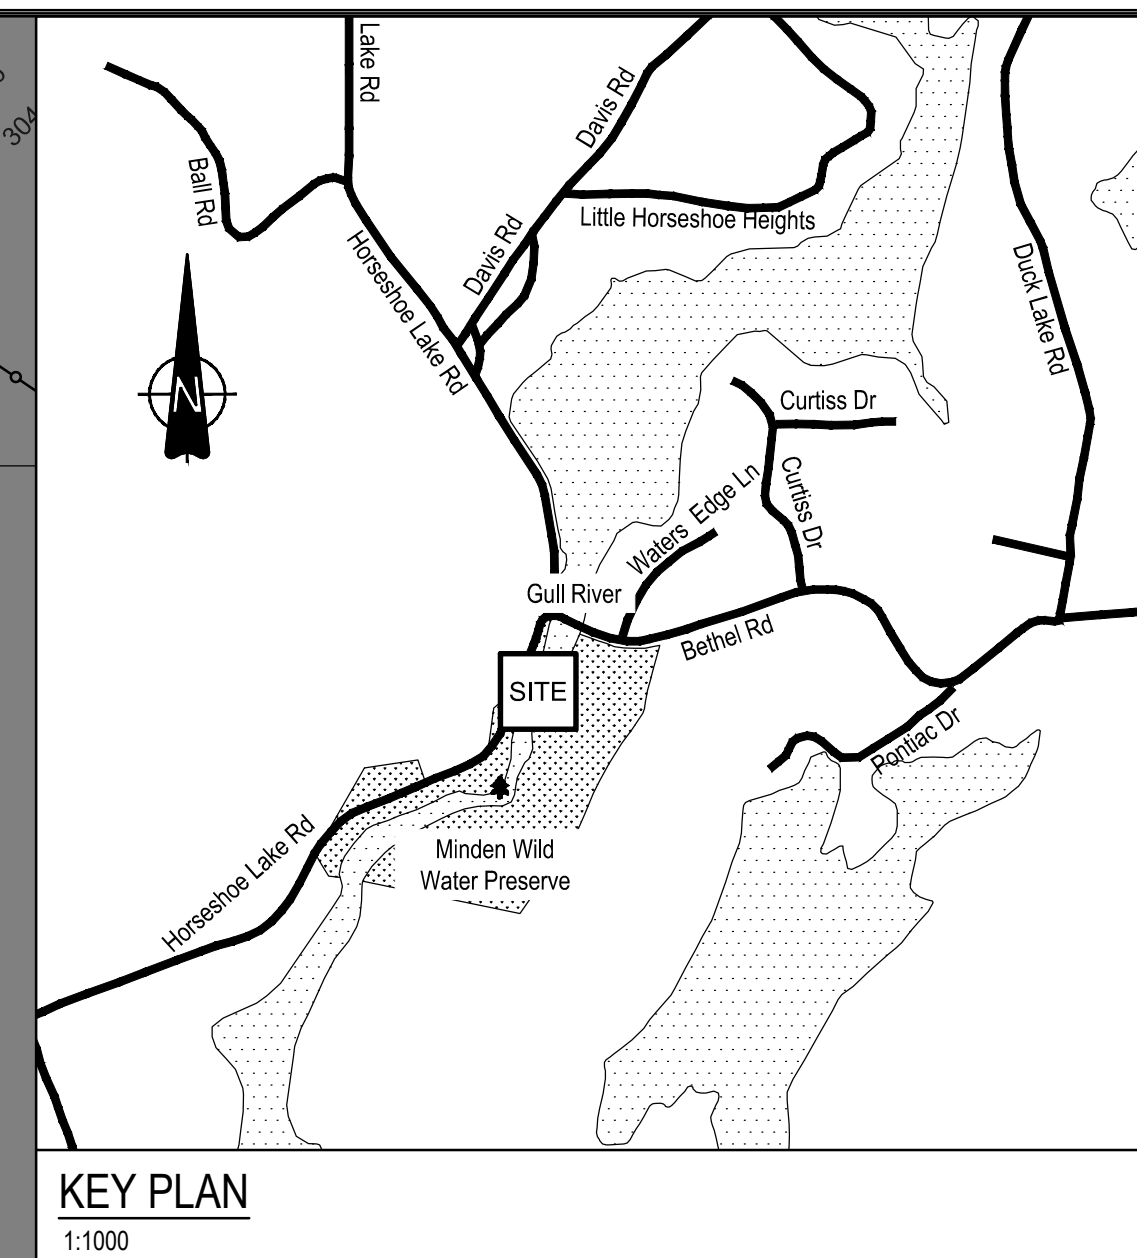 304
Lake Rd
Davis Rd
Ball Rd
Little Horseshoe Heights
Davis Rd
Horseshoe Lake Rd
Duck Lake Rd
N
Curtiss Dr
Curtiss Dr
Waters Edge Ln
Gull River
Bethel Rd
SITE
Pontiac Dr
Horseshoe Lake Rd
Minden Wild
Water Preserve
KEY PLAN
1:1000